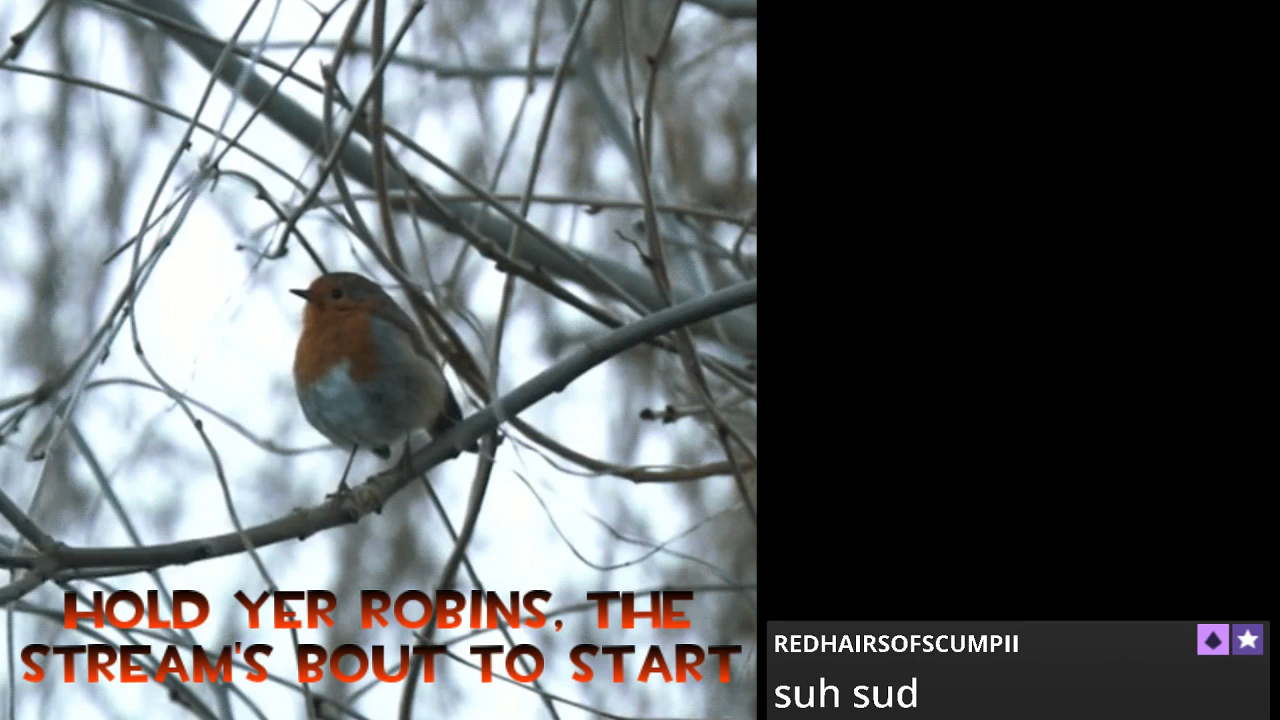 HOLD YER ROBINS, THE
STREAM'S BOUT TO START
REDHAIRSOFSCUMPII
suh sud